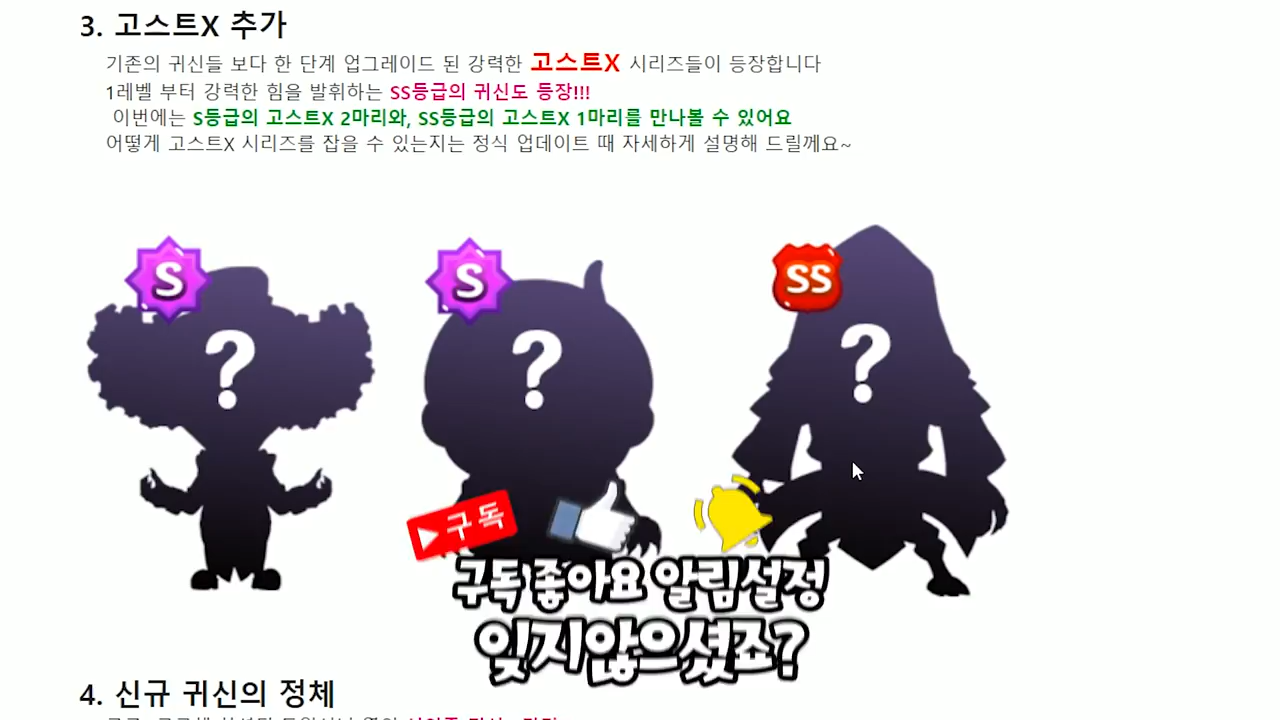 3. 고스트X 추가
기존의 귀신들 보다 한 단계 업그레이드 된 강력한 고스트X 시리즈들이 등장합니다
1레벨 부터 강력한 힘을 발휘하는 SS등급의 귀신도 등장!!!
이번에는 S등급의 고스트X 2마리와, SS등급의 고스트X 1마리를 만나볼 수 있어요
어떻게 고스트X 시리즈를 잡을 수 있는지는 정식 업데이트 때 자세하게 설명해 드릴께요~
S S SS
? ? ?
구독
구독 좋아요 알림설정
잊지않으셨죠?
4. 신규 귀신의 정체